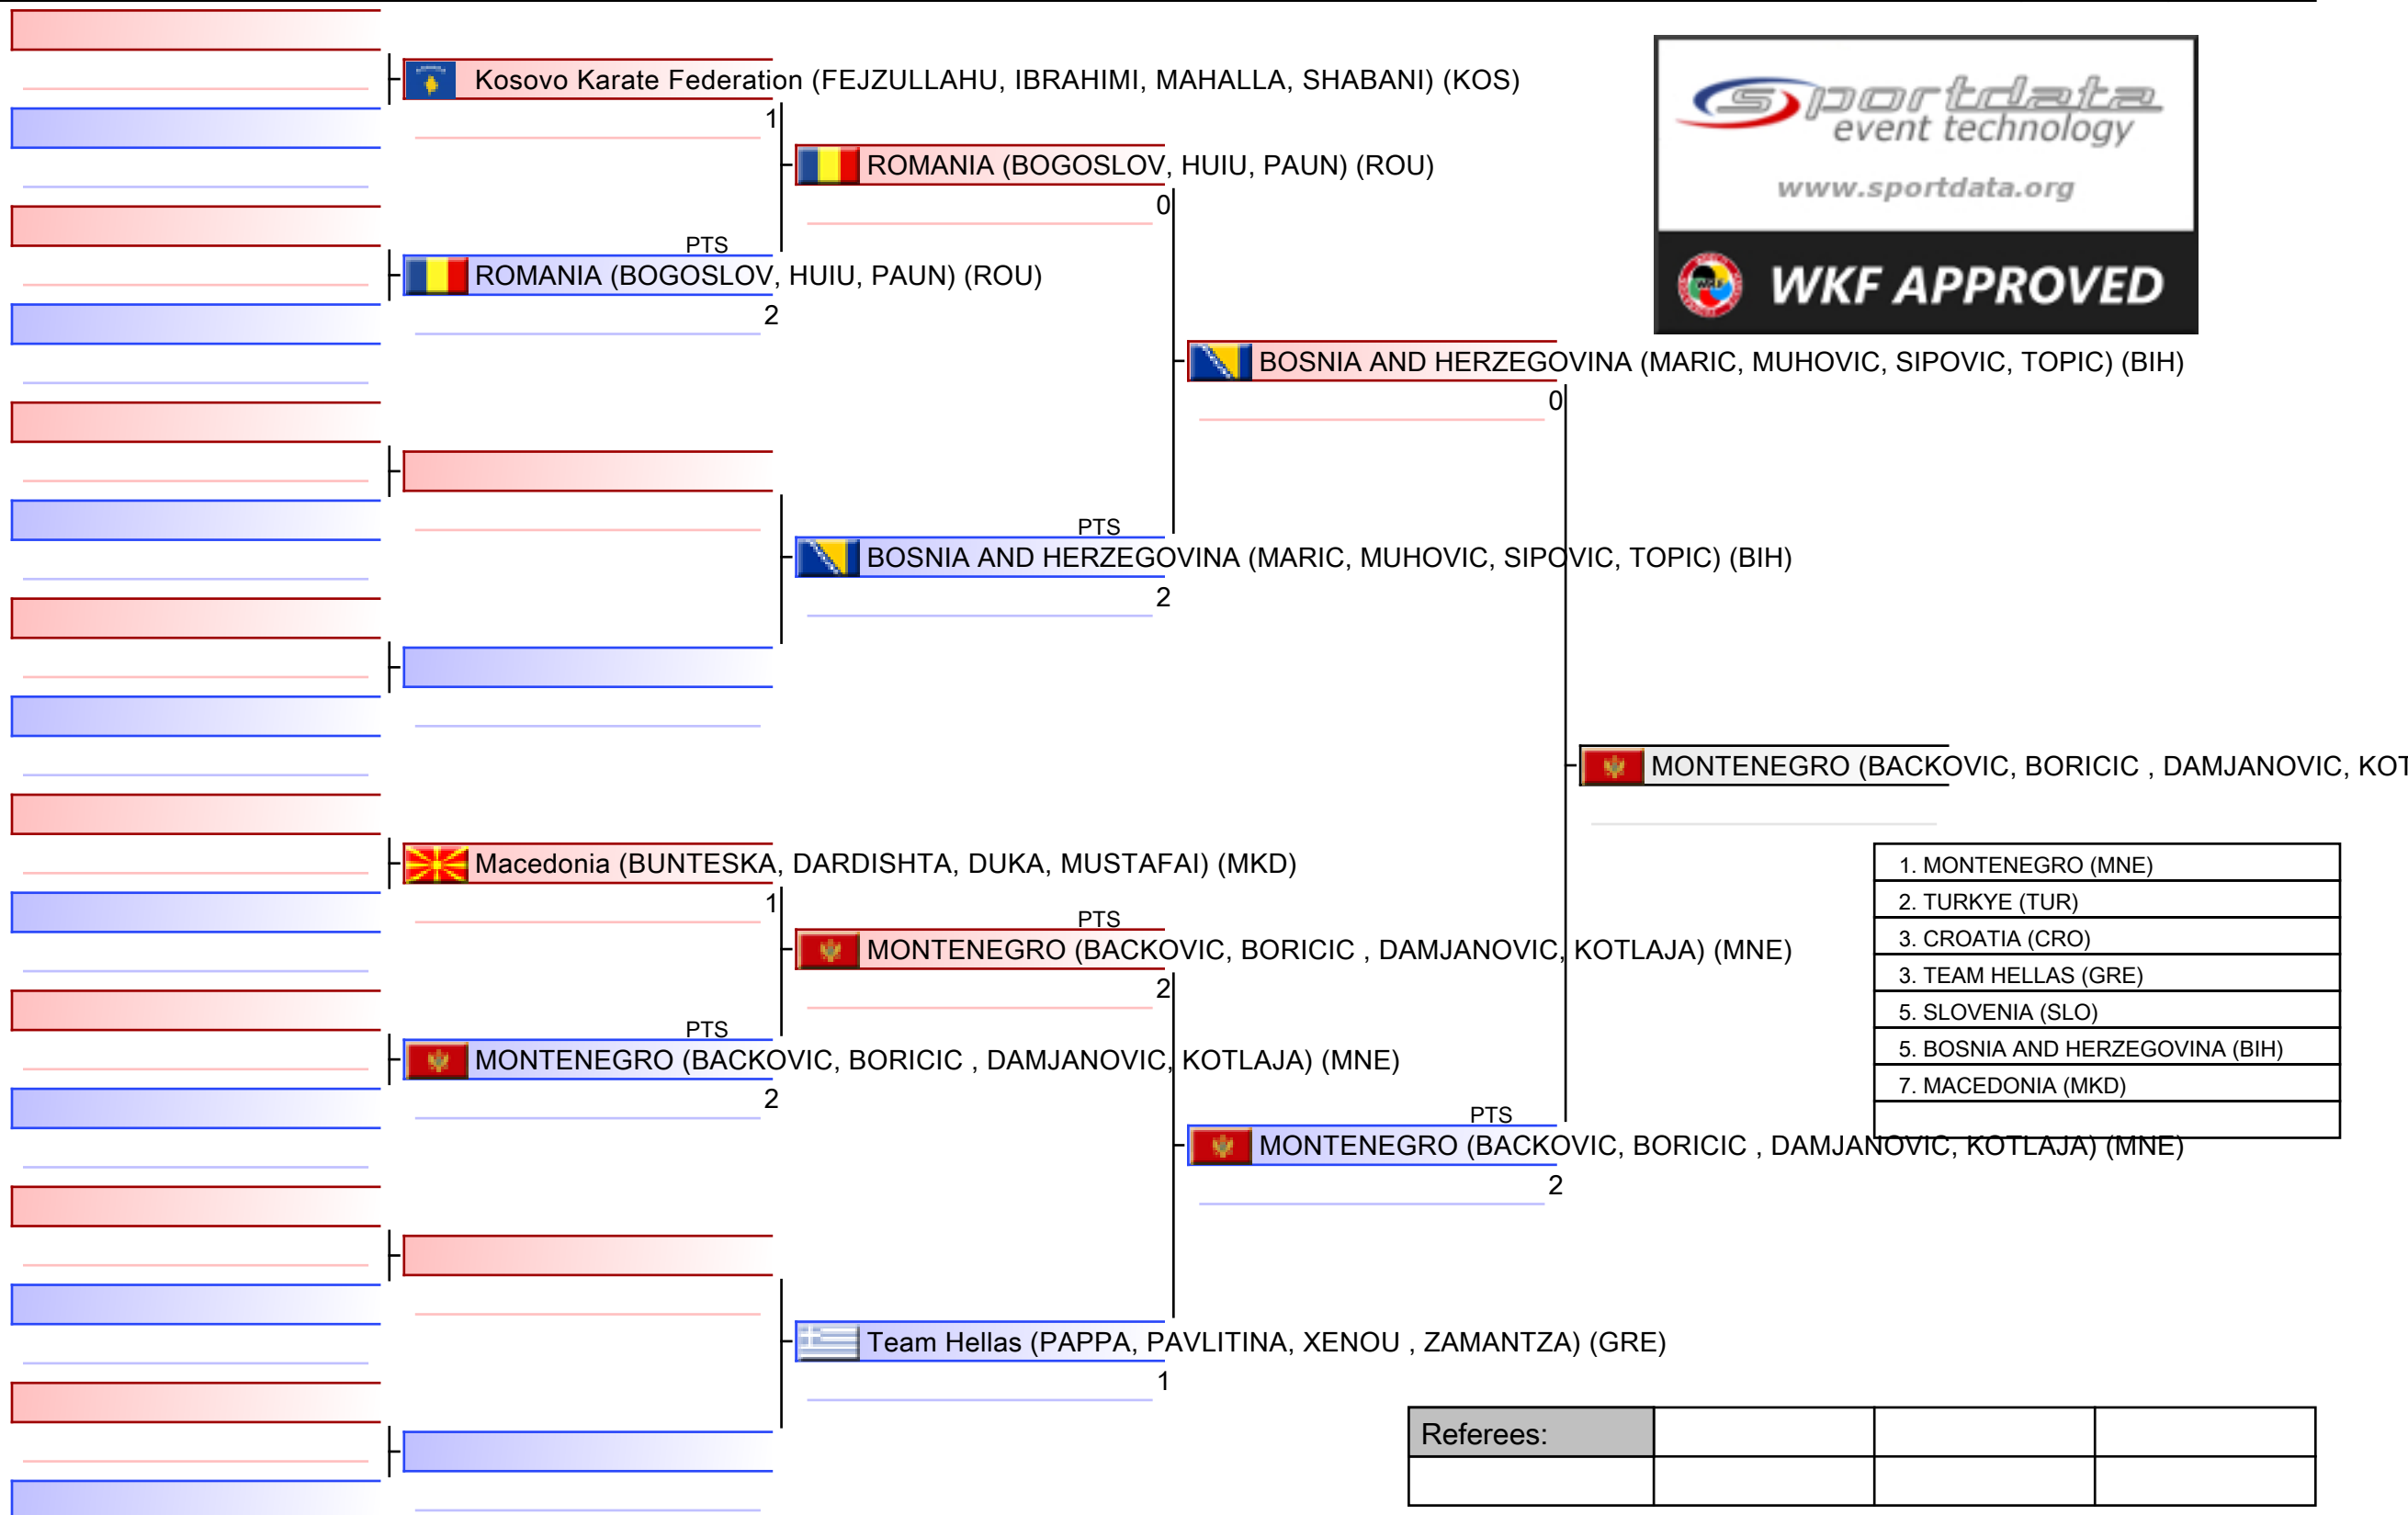 Kosovo Karate Federation (FEJZULLAHU, IBRAHIMI, MAHALLA, SHABANI) (KOS)
1
PTS
ROMANIA (BOGOSLOV, HUIU, PAUN) (ROU)
2
ROMANIA (BOGOSLOV, HUIU, PAUN) (ROU)
0
PTS
BOSNIA AND HERZEGOVINA (MARIC, MUHOVIC, SIPOVIC, TOPIC) (BIH)
2
BOSNIA AND HERZEGOVINA (MARIC, MUHOVIC, SIPOVIC, TOPIC) (BIH)
0
sportdata
event technology
www.sportdata.org
WKF APPROVED
Macedonia (BUNTESKA, DARDISHTA, DUKA, MUSTAFAI) (MKD)
1
PTS
MONTENEGRO (BACKOVIC, BORICIC , DAMJANOVIC, KOTLAJA) (MNE)
2
PTS
MONTENEGRO (BACKOVIC, BORICIC , DAMJANOVIC, KOTLAJA) (MNE)
2
Team Hellas (PAPPA, PAVLITINA, XENOU , ZAMANTZA) (GRE)
1
PTS
MONTENEGRO (BACKOVIC, BORICIC , DAMJANOVIC, KOTLAJA) (MNE)
2
MONTENEGRO (BACKOVIC, BORICIC , DAMJANOVIC, KOT
1. MONTENEGRO (MNE)
2. TURKYE (TUR)
3. CROATIA (CRO)
3. TEAM HELLAS (GRE)
5. SLOVENIA (SLO)
5. BOSNIA AND HERZEGOVINA (BIH)
7. MACEDONIA (MKD)
Referees: